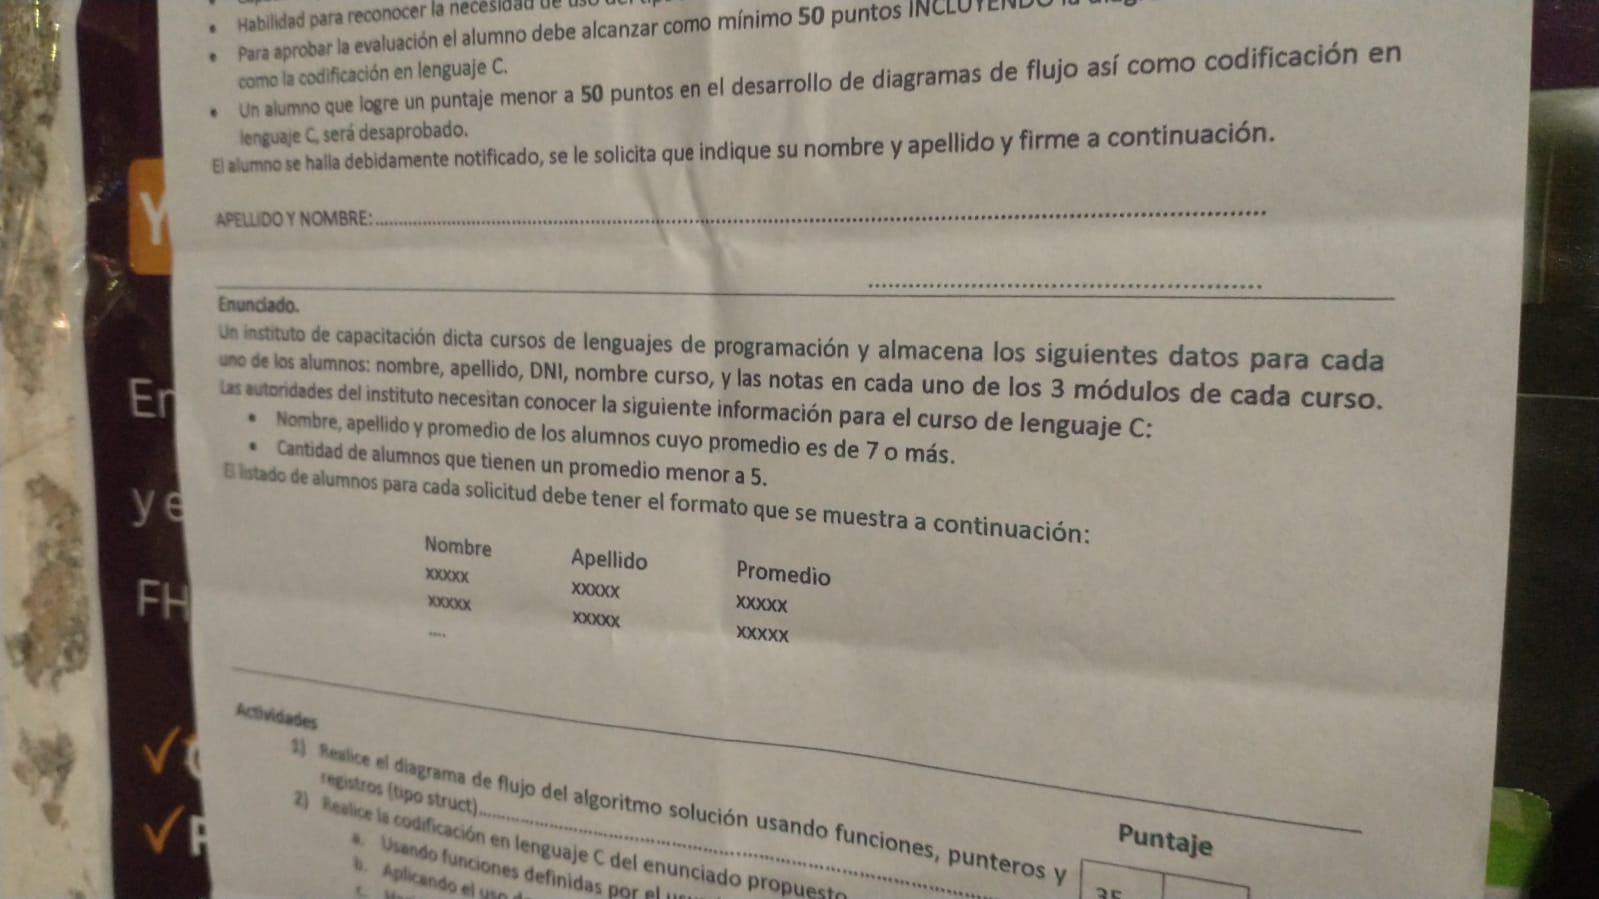 Habilidad para reconocer la necesidad de uso del
Para aprobar la evaluación el alumno debe alcanzar como mínimo 50 puntos INCLUYENDO la
como la codificación en lenguaje C.
Un alumno que logre un puntaje menor a 50 puntos en el desarrollo de diagramas de flujo así como codificación en
lenguaje C, será desaprobado.
El alumno se halla debidamente notificado, se le solicita que indique su nombre y apellido y firme a continuación.
APELLIDO Y NOMBRE:
Enunciado.
Un instituto de capacitación dicta cursos de lenguajes de programación y almacena los siguientes datos para cada
uno de los alumnos: nombre, apellido, DNI, nombre curso, y las notas en cada uno de los 3 módulos de cada curso.
Las autoridades del instituto necesitan conocer la siguiente información para el curso de lenguaje C:
Nombre, apellido y promedio de los alumnos cuyo promedio es de 7 o más.
Cantidad de alumnos que tienen un promedio menor a 5.
El listado de alumnos para cada solicitud debe tener el formato que se muestra a continuación:
Nombre Apellido Promedio
xxxxx xxxxx xxxxx
xxxxx xxxxx xxxxx
....
Actividades
Puntaje
1) Realice el diagrama de flujo del algoritmo solución usando funciones, punteros y
registros (tipo struct)
35
2) Realice la codificación en lenguaje C del enunciado propuesto
a. Usando funciones definidas por el
b. Aplicando el uso
Y
En
y e
FH